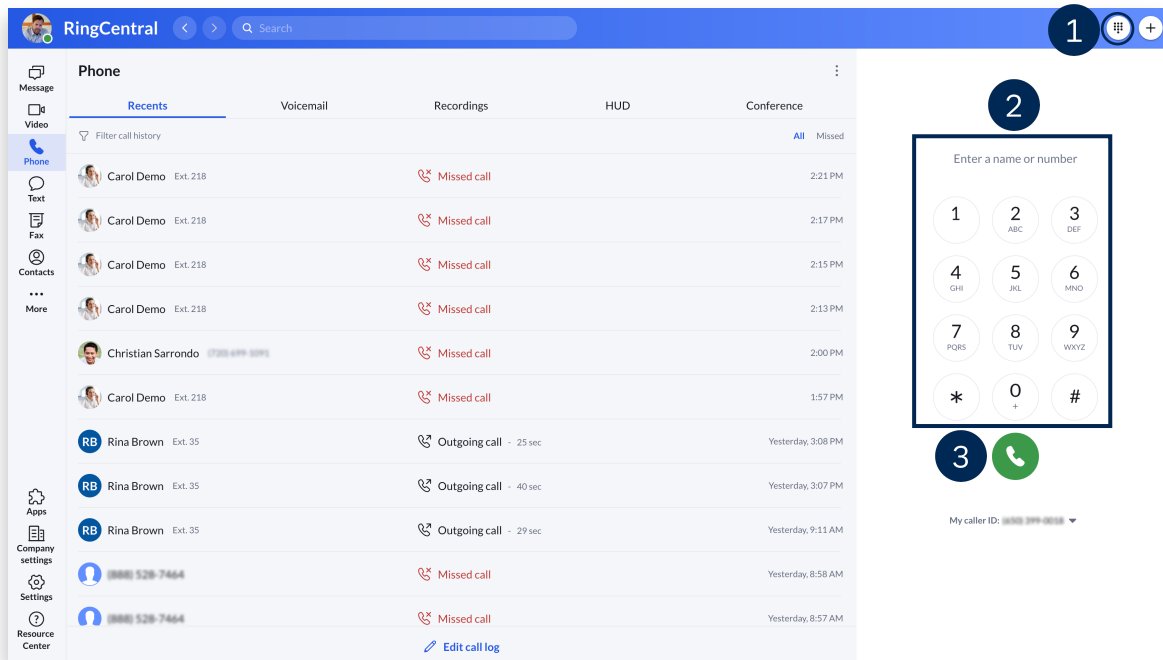 RingCentral
Search
1
Phone
Recents Voicemail Recordings HUD Conference
Filter call history
All Missed
Carol Demo Ext. 218 Missed call 2:21 PM
Carol Demo Ext. 218 Missed call 2:17 PM
Carol Demo Ext. 218 Missed call 2:15 PM
Carol Demo Ext. 218 Missed call 2:13 PM
Christian Sarrondo Missed call 2:00 PM
Carol Demo Ext. 218 Missed call 1:57 PM
RB Rina Brown Ext. 35 Outgoing call - 25 sec Yesterday, 3:08 PM
RB Rina Brown Ext. 35 Outgoing call - 40 sec Yesterday, 3:07 PM
RB Rina Brown Ext. 35 Outgoing call - 29 sec Yesterday, 9:11 AM
Missed call Yesterday, 8:58 AM
Missed call Yesterday, 8:57 AM
Edit call log
Message
Video
Phone
Text
Fax
Contacts
More
Apps
Company
settings
Settings
Resource
Center
2
Enter a name or number
1 2 3
ABC DEF
4 5 6
GHI JKL MNO
7 8 9
PQRS TUV WXYZ
* 0 #
+
3
My caller ID: